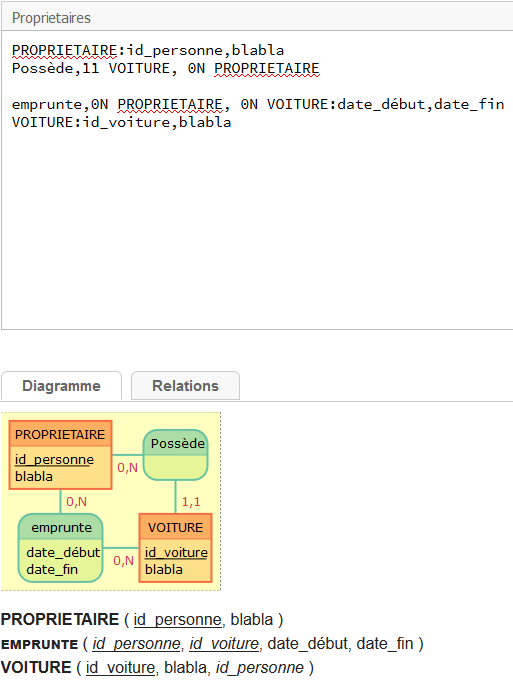 Proprietaires
PROPRIETAIRE:id_personne,blabla
Possède,11 VOITURE, 0N PROPRIETAIRE
emprunte,0N PROPRIETAIRE, 0N VOITURE:date_début,date_fin
VOITURE:id_voiture,blabla
Diagramme
Relations
PROPRIETAIRE
id_personne
blabla
0,N
Possède
0,N
1,1
emprunte
date_début
date_fin
0,N
VOITURE
id_voiture
blabla
PROPRIETAIRE ( id_personne, blabla )
EMPRUNTE ( id_personne, id_voiture, date_début, date_fin )
VOITURE ( id_voiture, blabla, id_personne )